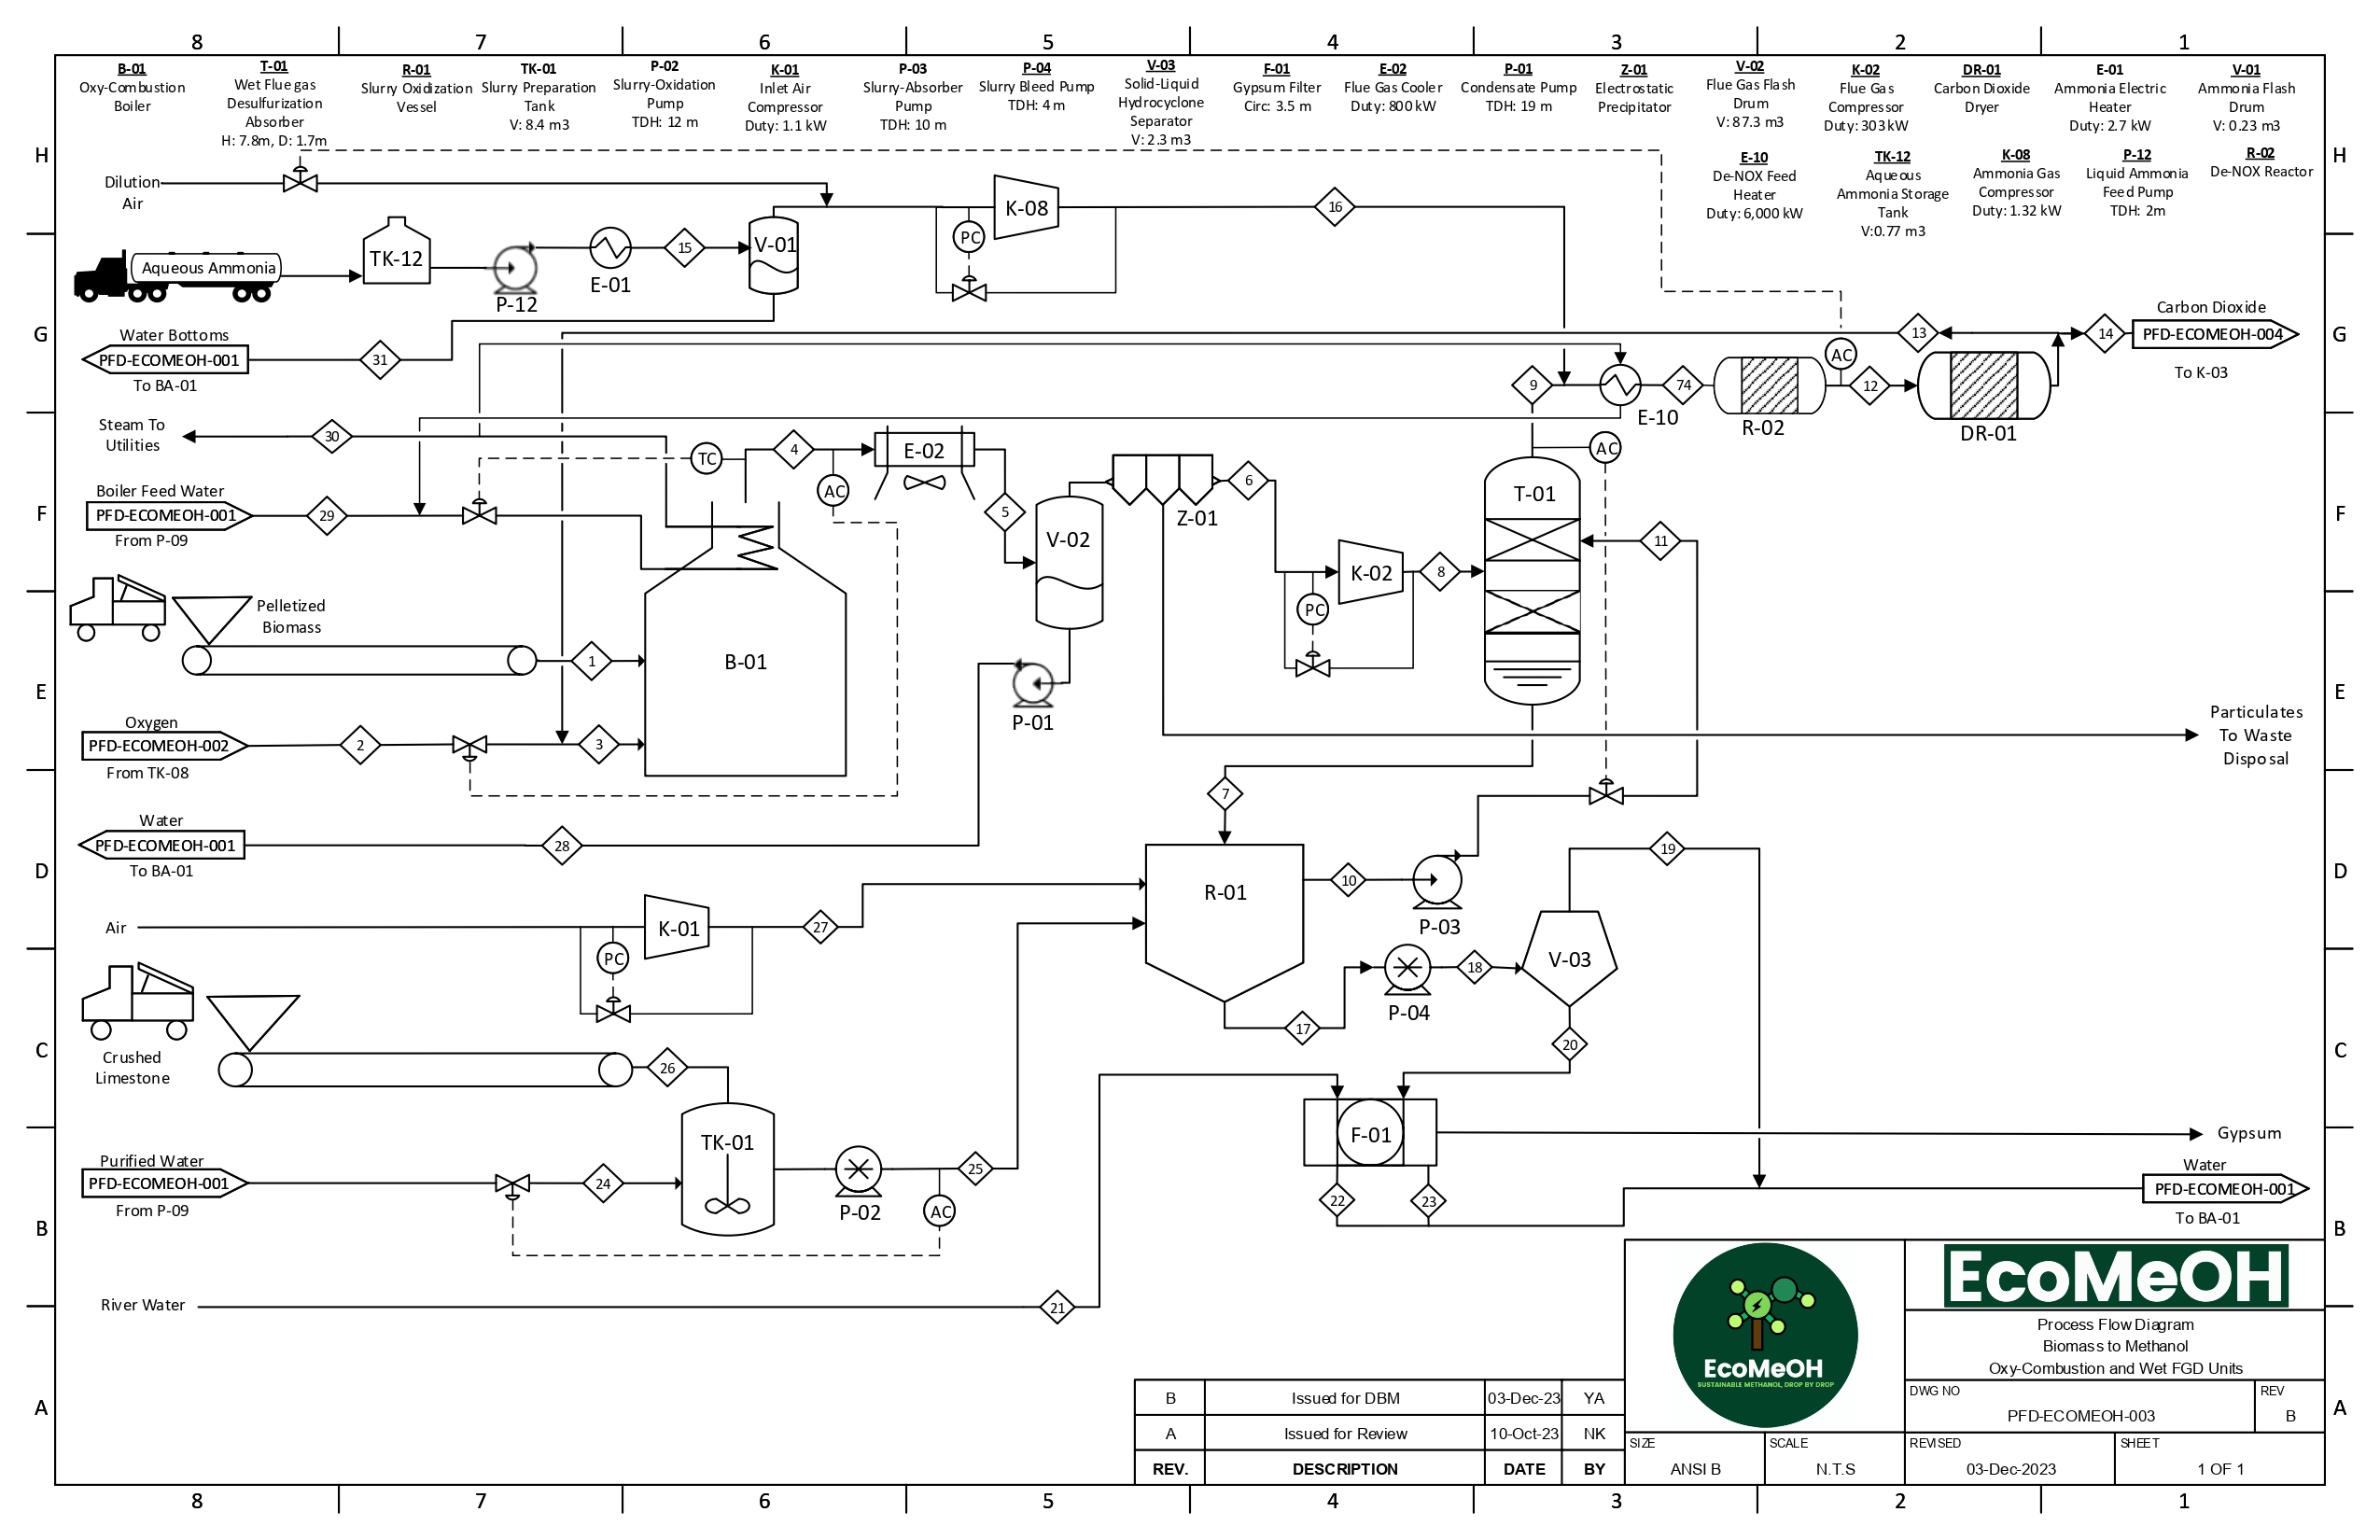 8 7 6 5 4 3 2 1
B-01
Oxy-Combustion
Boiler
T-01
Wet Flue gas
Desulfurization
Absorber
H: 7.8m, D: 1.7m
R-01
Slurry Oxidization
Vessel
TK-01
Slurry Preparation
Tank
V: 8.4 m3
P-02
Slurry-Oxidation
Pump
TDH: 12 m
K-01
Inlet Air
Compressor
Duty: 1.1 kW
P-03
Slurry-Absorber
Pump
TDH: 10 m
P-04
Slurry Bleed Pump
TDH: 4 m
V-03
Solid-Liquid
Hydrocyclone
Separator
V: 2.3 m3
F-01
Gypsum Filter
Circ: 3.5 m
E-02
Flue Gas Cooler
Duty: 800 kW
P-01
Condensate Pump
TDH: 19 m
Z-01
Electrostatic
Precipitator
V-02
Flue Gas Flash
Drum
V: 87.3 m3
K-02
Flue Gas
Compressor
Duty: 303 kW
DR-01
Carbon Dioxide
Dryer
E-01
Ammonia Electric
Heater
Duty: 2.7 kW
V-01
Ammonia Flash
Drum
V: 0.23 m3
E-10
De-NOX Feed
Heater
Duty: 6,000 kW
TK-12
Aqueous
Ammonia Storage
Tank
V:0.77 m3
K-08
Ammonia Gas
Compressor
Duty: 1.32 kW
P-12
Liquid Ammonia
Feed Pump
TDH: 2m
R-02
De-NOX Reactor
H
H
Dilution
Air
K-08
16
PC
Aqueous Ammonia
TK-12
P-12
E-01
15
V-01
G
G
Water Bottoms
PFD-ECOMEOH-001
To BA-01
31
13
14
Carbon Dioxide
PFD-ECOMEOH-004
To K-03
9
E-10
74
R-02
AC
12
DR-01
Steam To
Utilities
30
TC
4
AC
E-02
5
V-02
Z-01
6
T-01
AC
F
F
Boiler Feed Water
PFD-ECOMEOH-001
From P-09
29
11
K-02
8
PC
Pelletized
Biomass
1
B-01
P-01
E
E
Oxygen
PFD-ECOMEOH-002
From TK-08
2
3
Particulates
To Waste
Disposal
7
Water
PFD-ECOMEOH-001
To BA-01
28
D
D
R-01
10
P-03
19
Air
K-01
27
PC
P-04
18
V-03
17
20
C
C
Crushed
Limestone
26
TK-01
F-01
Gypsum
Purified Water
PFD-ECOMEOH-001
From P-09
24
P-02
25
AC
22
23
Water
PFD-ECOMEOH-001
To BA-01
B
B
River Water
21
EcoMeOH
SUSTAINABLE METHANOL, DROP BY DROP
EcoMeOH
Process Flow Diagram
Biomass to Methanol
Oxy-Combustion and Wet FGD Units
DWG NO
PFD-ECOMEOH-003
REV
B
SIZE
ANSI B
SCALE
N.T.S
REVISED
03-Dec-2023
SHEET
1 OF 1
B Issued for DBM 03-Dec-23 YA
A Issued for Review 10-Oct-23 NK
REV. DESCRIPTION DATE BY
A
A
8 7 6 5 4 3 2 1